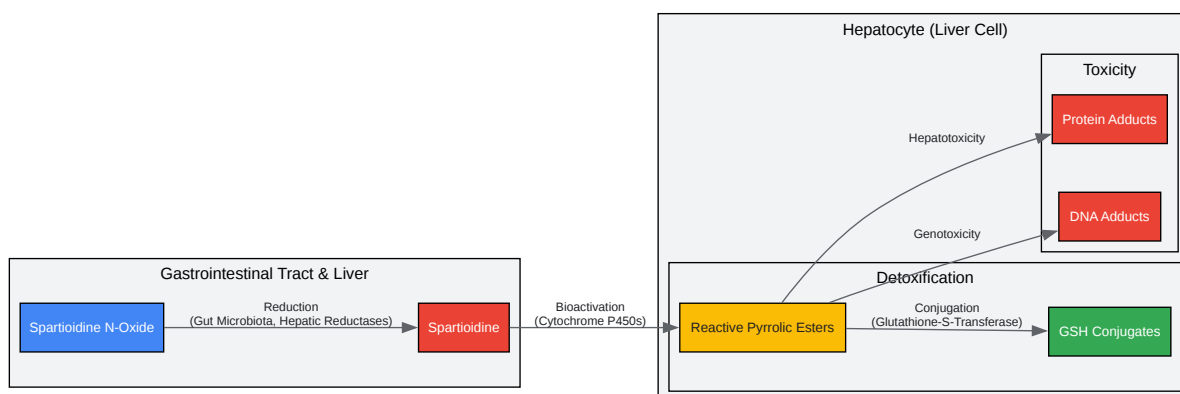 Hepatocyte (Liver Cell)
Toxicity
Protein Adducts
Hepatotoxicity
DNA Adducts
Genotoxicity
Gastrointestinal Tract & Liver
Detoxification
Spartioidine N-Oxide
Reduction
(Gut Microbiota, Hepatic Reductases)
Spartioidine
Bioactivation
(Cytochrome P450s)
Reactive Pyrrolic Esters
Conjugation
(Glutathione-S-Transferase)
GSH Conjugates